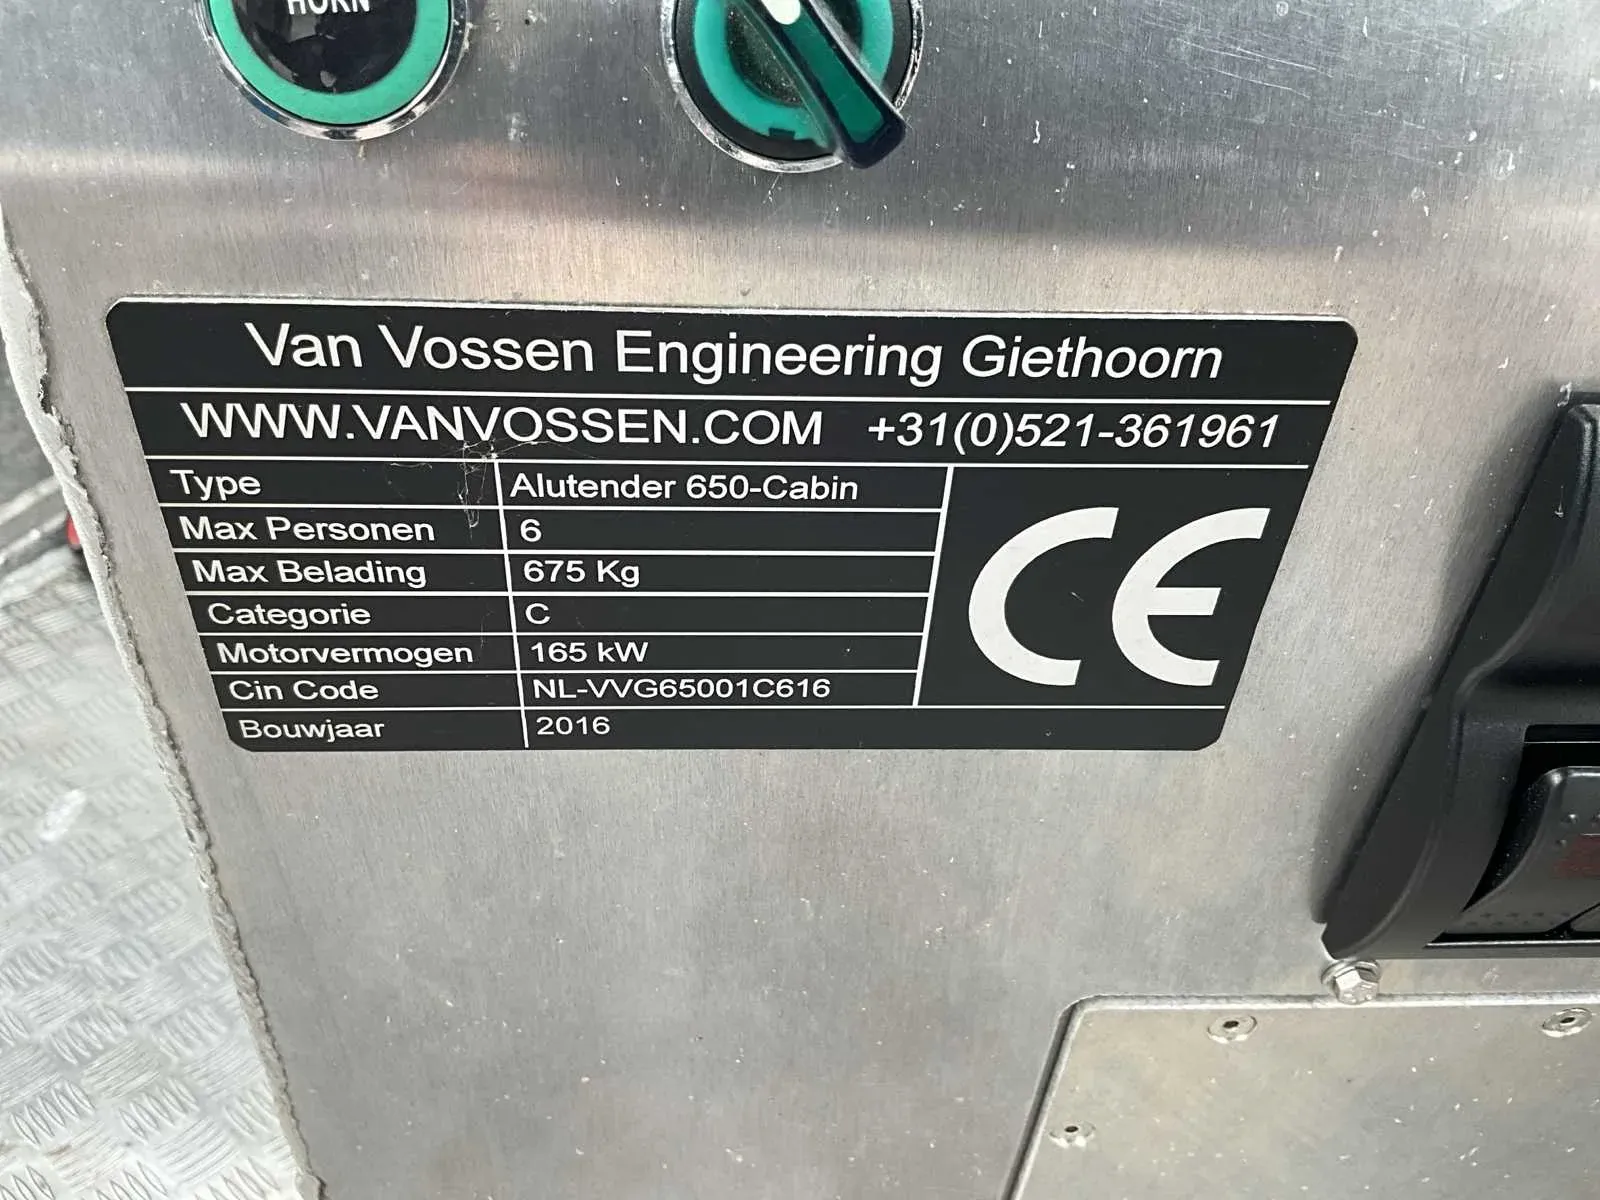 HORN
Van Vossen Engineering Giethoorn
WWW.VANVOSSEN.COM +31(0)521-361961
Type Alutender 650-Cabin
Max Personen 6
Max Belading 675 Kg
Categorie C
Motorvermogen 165 kW
Cin Code NL-VVG65001C616
Bouwjaar 2016
CE